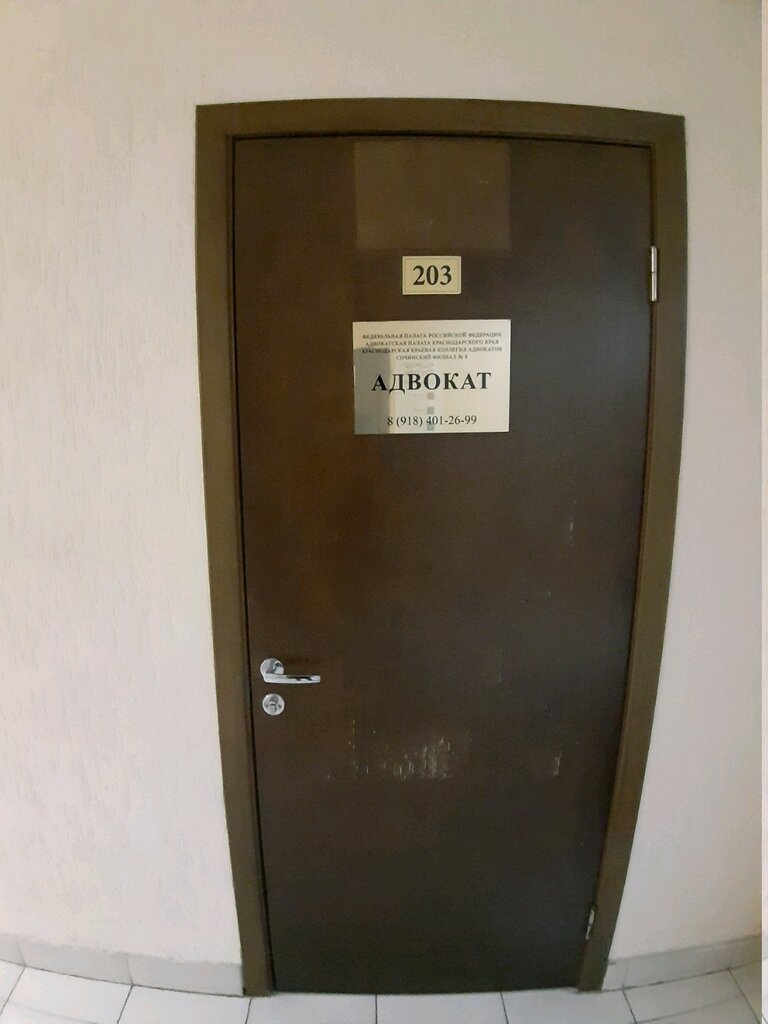 203
ФЕДЕРАЛЬНАЯ ПАЛАТА РОССИЙСКОЙ ФЕДЕРАЦИИ
АДВОКАТСКАЯ ПАЛАТА КРАСНОДАРСКОГО КРАЯ
КРАСНОДАРСКАЯ КРАЕВАЯ КОЛЛЕГИЯ АДВОКАТОВ
СОЧИНСКИЙ ФИЛИАЛ №
АДВОКАТ
8 (918) 401-26-99